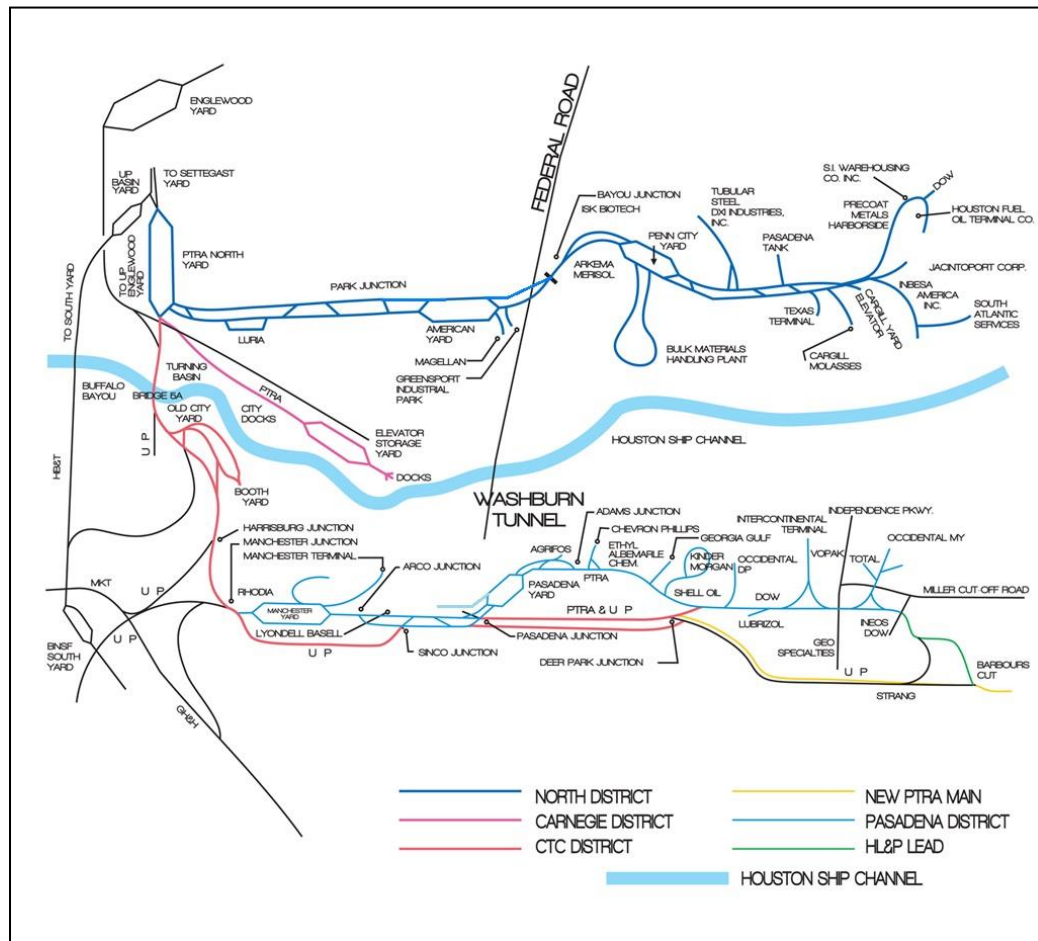 ENGLEWOOD
YARD
UP
BASIN
YARD
TO SETTEGAST
YARD
FEDERAL ROAD
PTRA NORTH
YARD
TO UP
ENGLEWOOD
YARD
TO SOUTH YARD
PARK JUNCTION
LURIA
AMERICAN
YARD
MAGELLAN
GREENSPORT
INDUSTRIAL
PARK
BAYOU JUNCTION
ISK BIOTECH
ARKEMA
MERISOL
PENN CITY
YARD
TUBULAR
STEEL
DXI INDUSTRIES,
INC.
PASADENA
TANK
BULK MATERIALS
HANDLING PLANT
TEXAS
TERMINAL
CARGILL
MOLASSES
CARGILL YARD
ELEVATOR
S.I. WAREHOUSING
CO. INC.
DOW
PRECOAT
METALS
HARBORSIDE
HOUSTON FUEL
OIL TERMINAL CO.
JACINTOPORT CORP.
INBESA
AMERICA
INC.
SOUTH
ATLANTIC
SERVICES
BUFFALO
BAYOU
TURNING
BASIN
BRIDGE 5A
OLD CITY
YARD
CITY
DOCKS
PTRA
ELEVATOR
STORAGE
YARD
DOCKS
HOUSTON SHIP CHANNEL
U P
HB&T
BOOTH
YARD
WASHBURN
TUNNEL
HARRISBURG JUNCTION
MANCHESTER JUNCTION
MANCHESTER TERMINAL
ARCO JUNCTION
ADAMS JUNCTION
CHEVRON PHILLIPS
AGRIFOS
ETHYL
ALBEMARLE
CHEM.
GEORGIA GULF
KINDER
MORGAN
INTERCONTINENTAL
TERMINAL
INDEPENDENCE PKWY.
OCCIDENTAL
DP
VOPAK
TOTAL
OCCIDENTAL MY
MKT
U P
RHODIA
MANCHESTER
YARD
PASADENA
YARD
PTRA
SHELL OIL
DOW
MILLER CUT-OFF ROAD
LYONDELL BASELL
PTRA & UP
LUBRIZOL
INEOS
DOW
U P
BNSF
SOUTH
YARD
U P
SINCO JUNCTION
PASADENA JUNCTION
DEER PARK JUNCTION
GEO
SPECIALTIES
U P
STRANG
BARBOURS
CUT
GH&H
NORTH DISTRICT
CARNEGIE DISTRICT
CTC DISTRICT
NEW PTRA MAIN
PASADENA DISTRICT
HL&P LEAD
HOUSTON SHIP CHANNEL